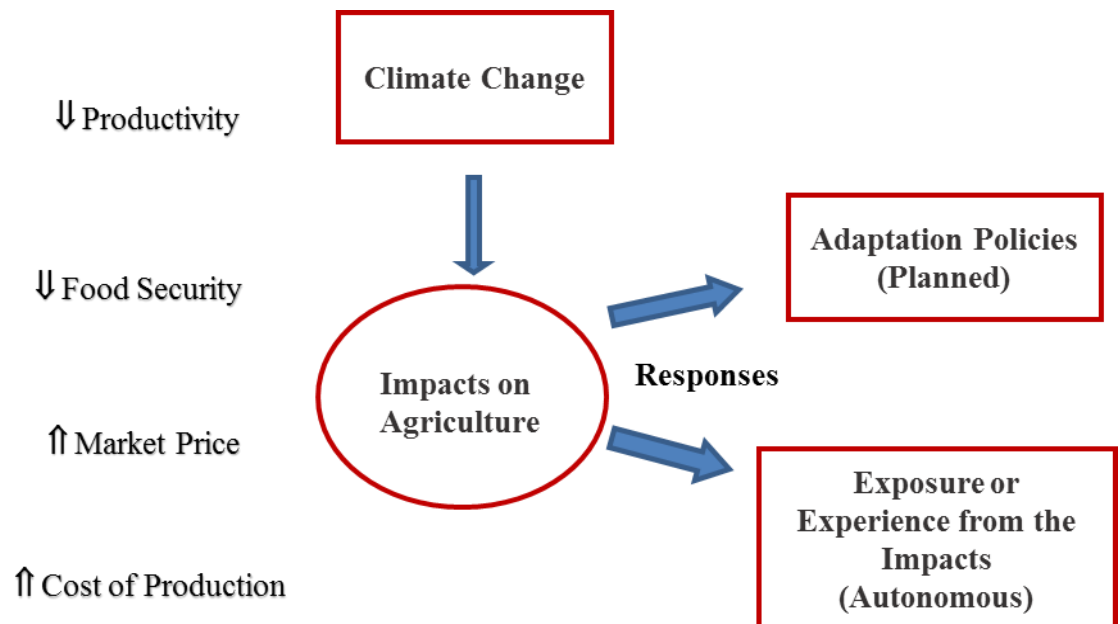 Climate Change
⇓ Productivity
Adaptation Policies
(Planned)
⇓ Food Security
Responses
Impacts on
Agriculture
⇑ Market Price
Exposure or
Experience from the
Impacts
(Autonomous)
⇑ Cost of Production